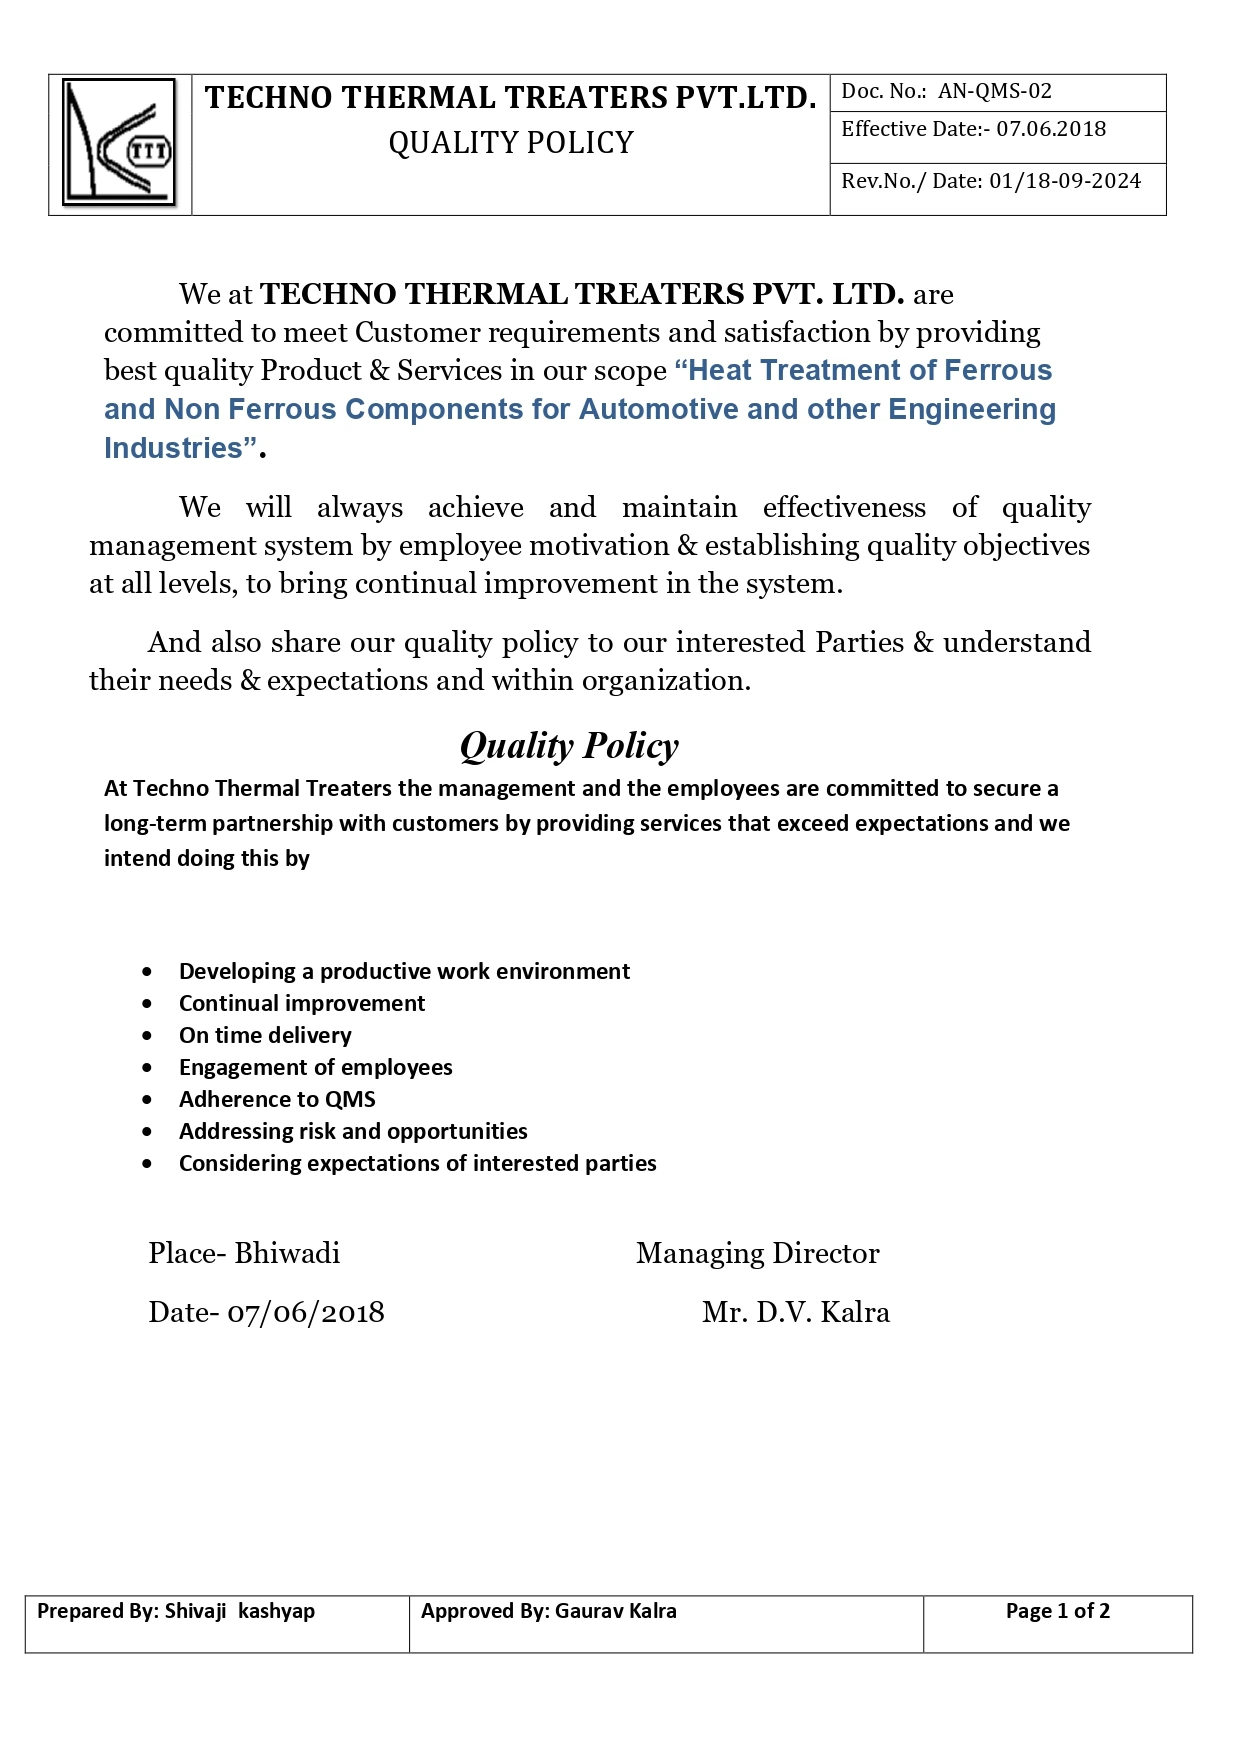 TTT
TECHNO THERMAL TREATERS PVT.LTD.
QUALITY POLICY
Doc. No.: AN-QMS-02
Effective Date:- 07.06.2018
Rev.No./ Date: 01/18-09-2024
We at TECHNO THERMAL TREATERS PVT. LTD. are
committed to meet Customer requirements and satisfaction by providing
best quality Product & Services in our scope “Heat Treatment of Ferrous
and Non Ferrous Components for Automotive and other Engineering
Industries”.
We will always achieve and maintain effectiveness of quality
management system by employee motivation & establishing quality objectives
at all levels, to bring continual improvement in the system.
And also share our quality policy to our interested Parties & understand
their needs & expectations and within organization.
Quality Policy
At Techno Thermal Treaters the management and the employees are committed to secure a
long-term partnership with customers by providing services that exceed expectations and we
intend doing this by
• Developing a productive work environment
• Continual improvement
• On time delivery
• Engagement of employees
• Adherence to QMS
• Addressing risk and opportunities
• Considering expectations of interested parties
Place- Bhiwadi Managing Director
Date- 07/06/2018 Mr. D.V. Kalra
Prepared By: Shivaji kashyap Approved By: Gaurav Kalra Page 1 of 2